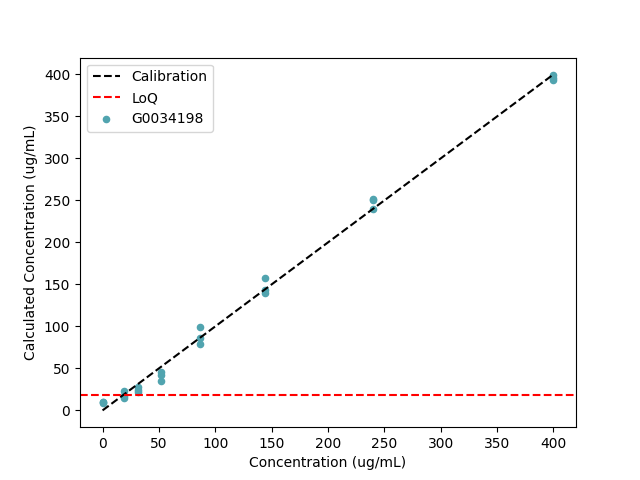 Calibration
LoQ
G0034198
Calculated Concentration (ug/mL)
400
350
300
250
200
150
100
50
0
0 50 100 150 200 250 300 350 400
Concentration (ug/mL)